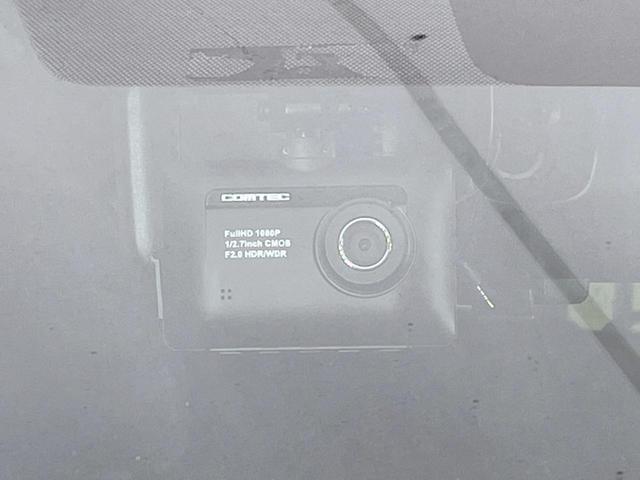 COMTEC
FullHD 1080P
1/2.7inch CMOS
F2.0 HDR/WDR